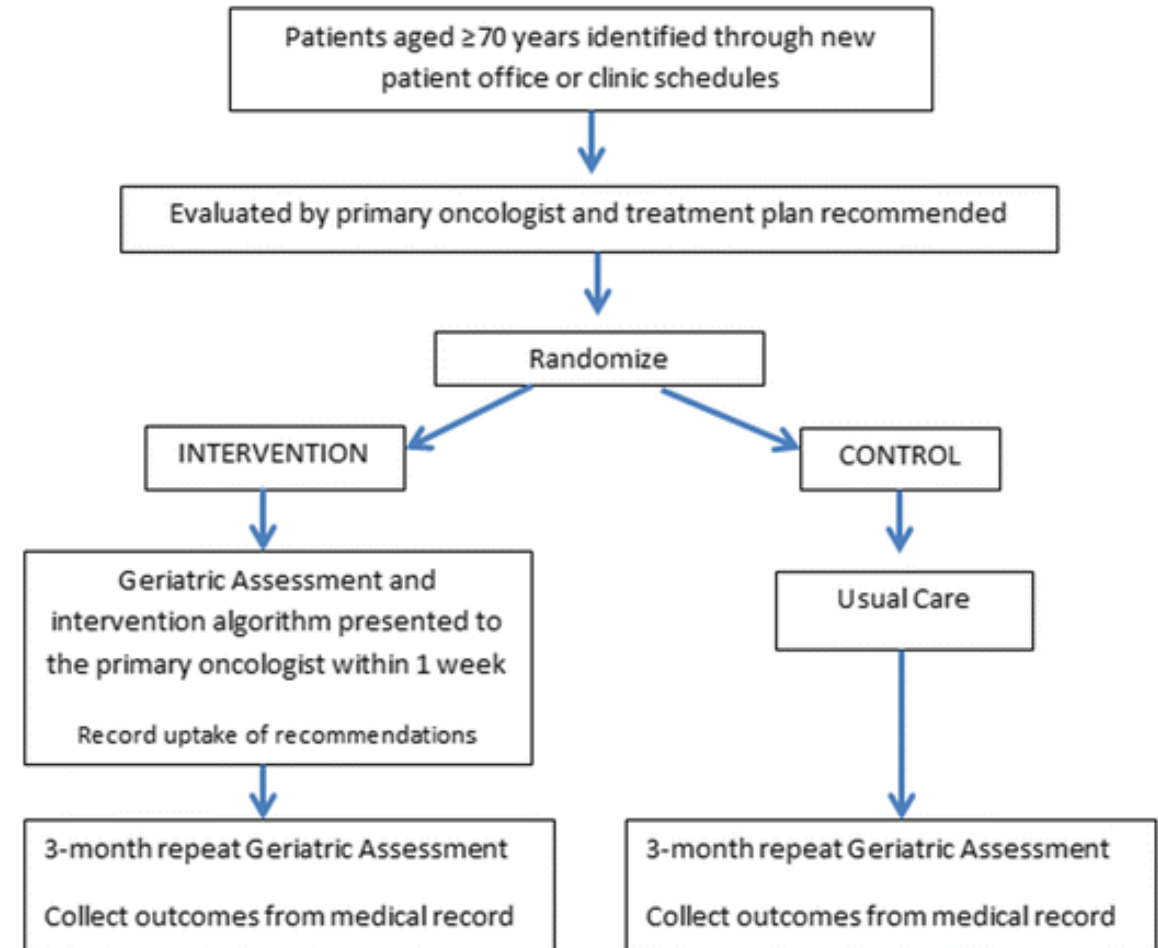 Patients aged ≥70 years identified through new
patient office or clinic schedules
Evaluated by primary oncologist and treatment plan recommended
Randomize
INTERVENTION
CONTROL
Geriatric Assessment and
intervention algorithm presented to
the primary oncologist within 1 week
Record uptake of recommendations
Usual Care
3-month repeat Geriatric Assessment
Collect outcomes from medical record
3-month repeat Geriatric Assessment
Collect outcomes from medical record